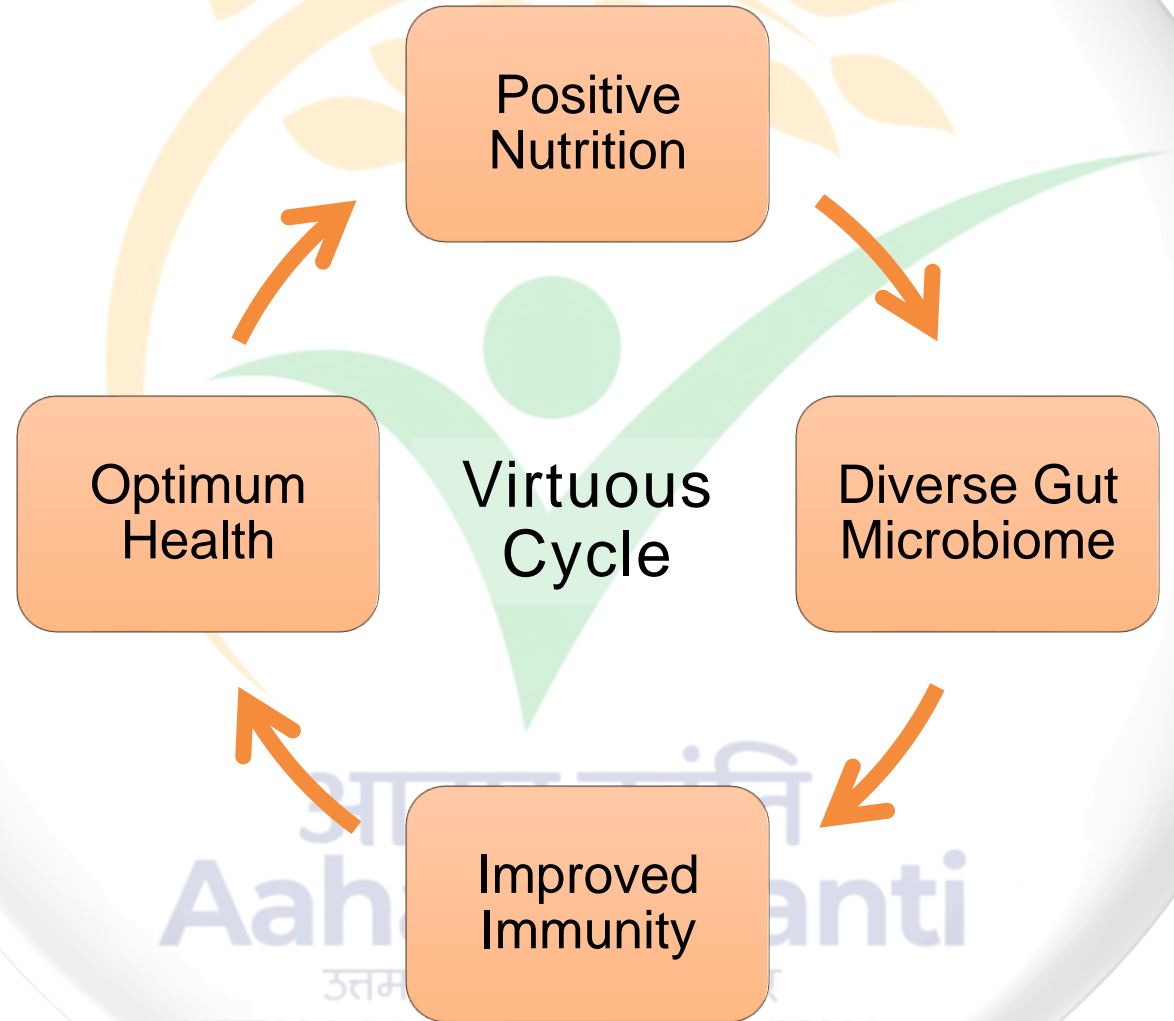 Positive
Nutrition
Optimum
Health
Virtuous
Cycle
Diverse Gut
Microbiome
Improved
Immunity